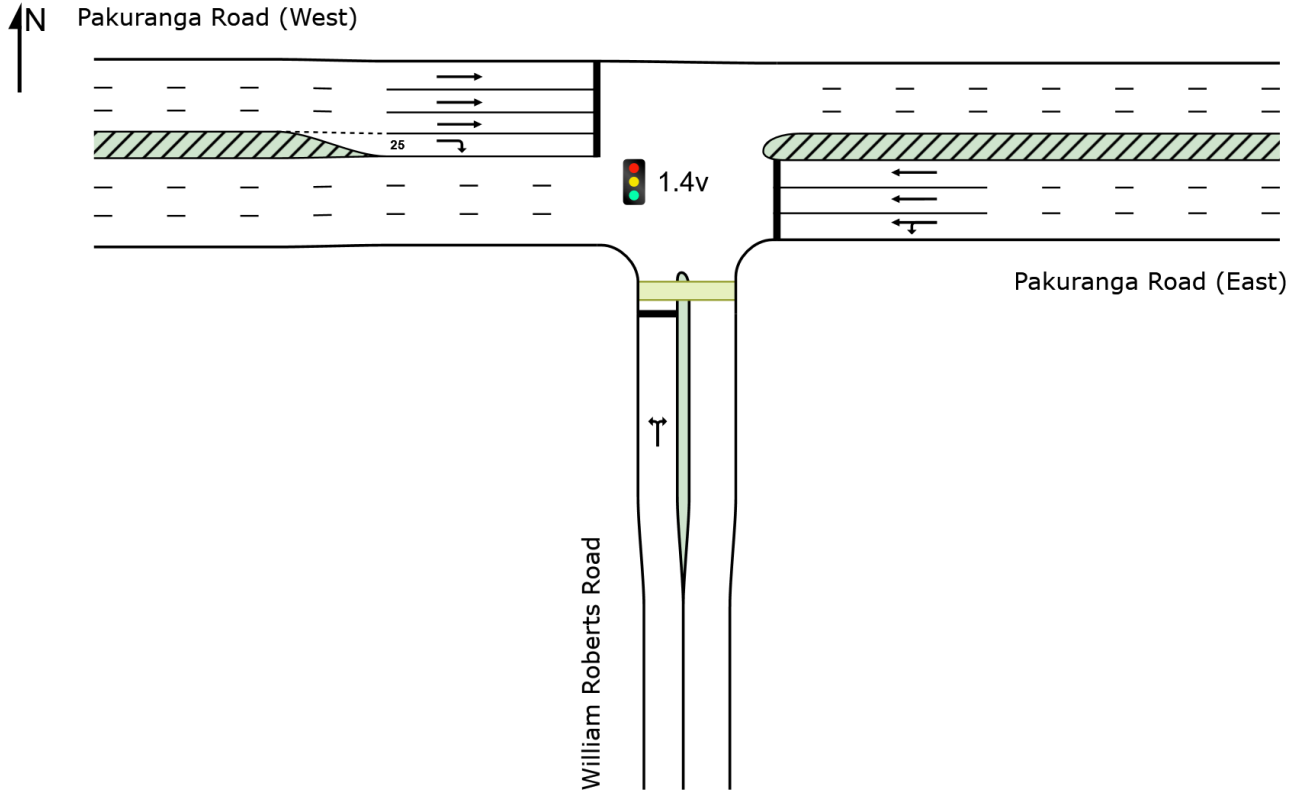 N
Pakuranga Road (West)
25
1.4v
Pakuranga Road (East)
William Roberts Road